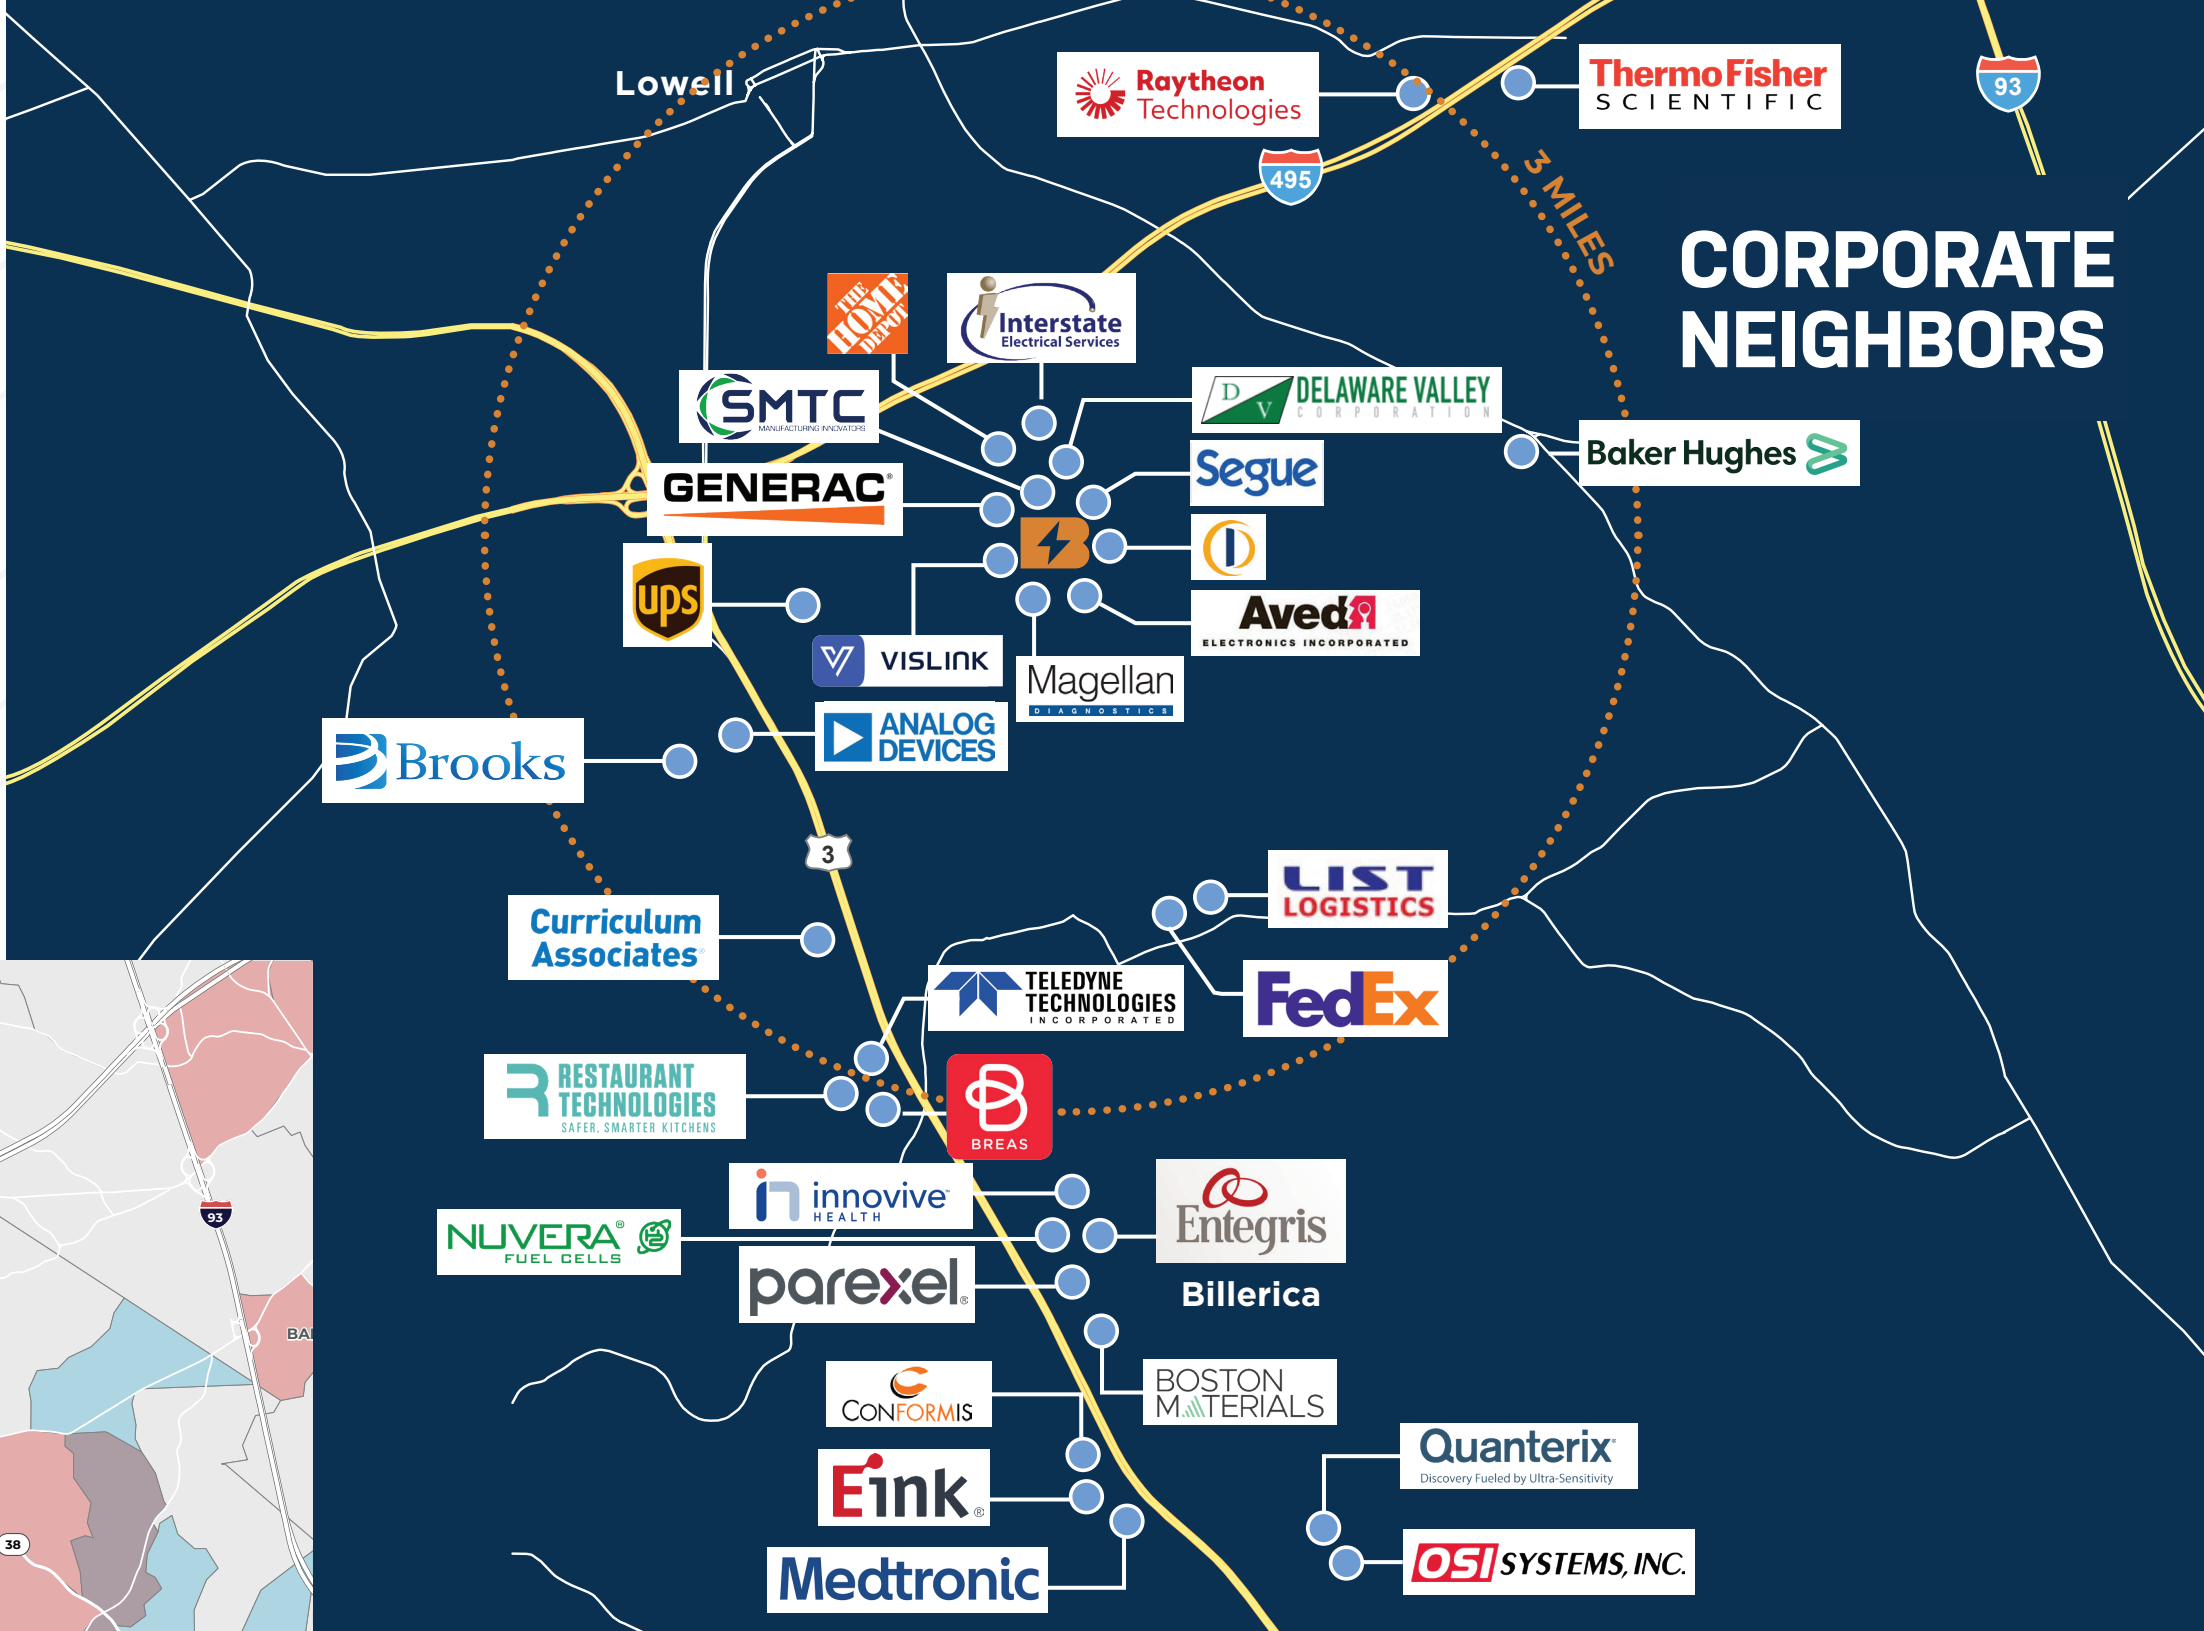 Lowell
Raytheon
Technologies
ThermoFisher
SCIENTIFIC
93
495
3 MILES
CORPORATE
NEIGHBORS
THE
HOME
DEPOT
Interstate
Electrical Services
SMTC
MANUFACTURING INNOVATORS
D
V
DELAWARE VALLEY
CORPORATION
Baker Hughes
Segue
GENERAC®
B
D
ups
Aved
ELECTRONICS INCORPORATED
VISLINK
Magellan
DIAGNOSTICS
ANALOG
DEVICES
Brooks
3
LIST
LOGISTICS
Curriculum
Associates®
TELEDYNE
TECHNOLOGIES
INCORPORATED
FedEx
RESTAURANT
TECHNOLOGIES
SAFER, SMARTER KITCHENS
BREAS
innovive™
HEALTH
NUVERA®
FUEL CELLS
Entegris
parexel®
Billerica
93
BA
CONFORMIS
BOSTON
MATERIALS
Quanterix®
Discovery Fueled by Ultra-Sensitivity
Eink®
38
OSI SYSTEMS, INC.
Medtronic